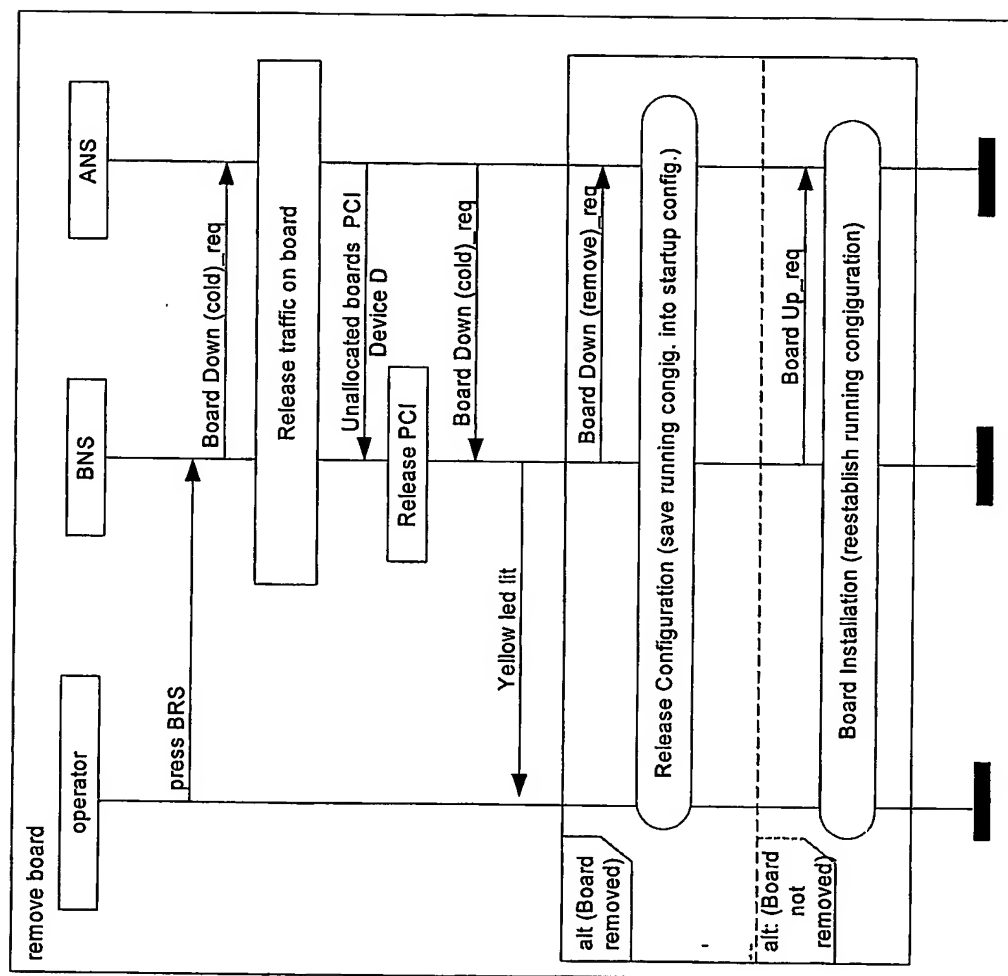 remove board
operator
BNS
ANS
press BRS
Board Down (cold)_req
Release traffic on board
Unallocated boards PCI
Device D
Release PCI
Board Down (cold)_req
Yellow led lit
alt (Board
removed)
Board Down (remove)_req
Release Configuration (save running congig. into startup config.)
alt: (Board
not
removed)
Board Up_req
Board Installation (reestablish running congiguration)